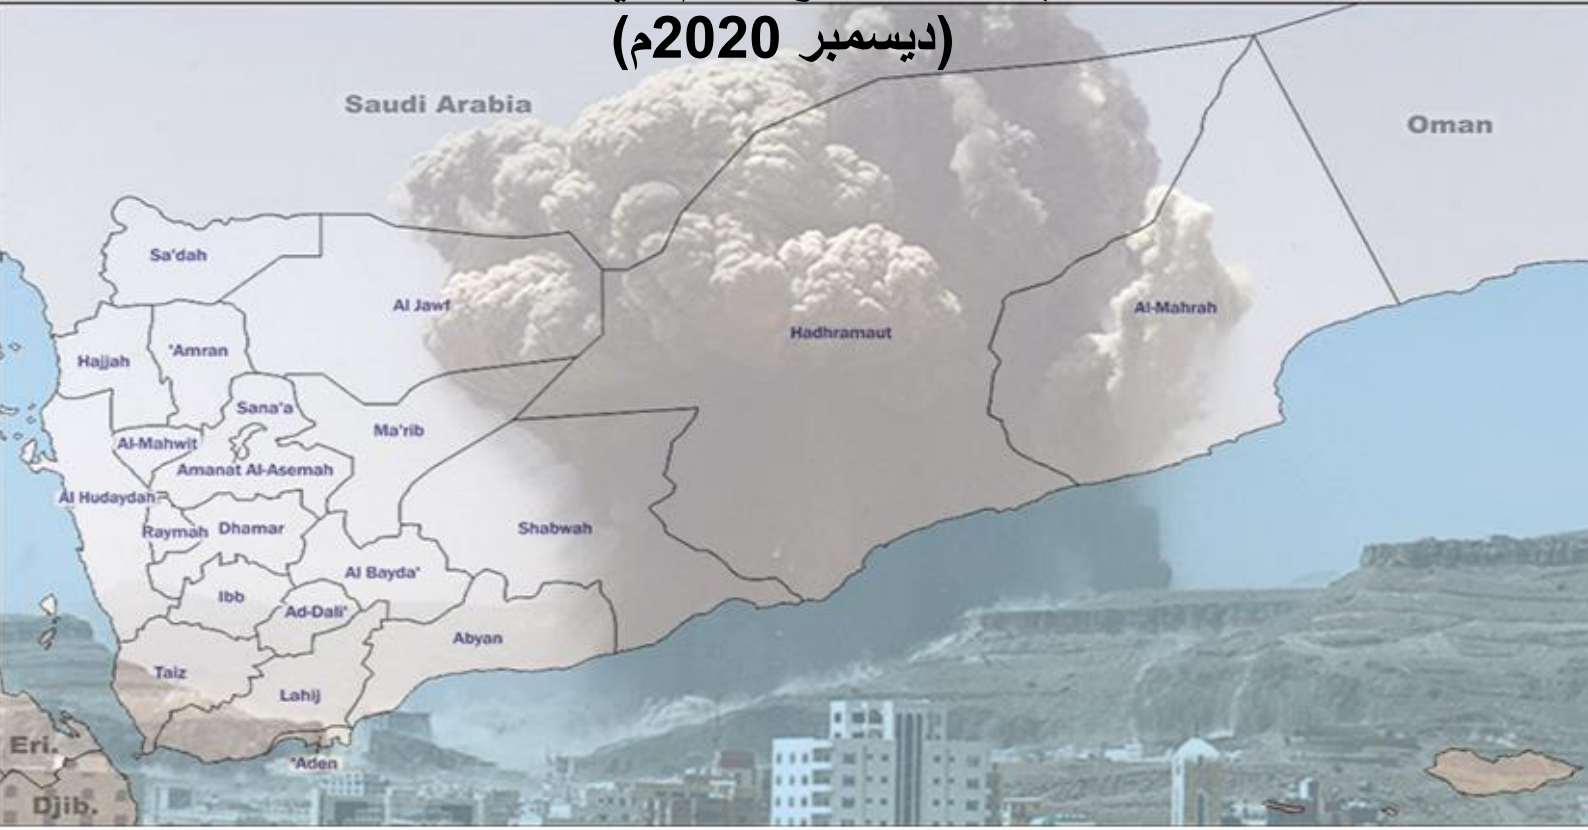 (ديسمبر 2020م)
Saudi Arabia
Oman
Sa'dah
Al Jawf
Al-Mahrah
Hadhramaut
Hajjah
'Amran
Sana'a
Ma'rib
Al-Mahwit
Amanat Al-Asemah
Al Hudaydah
Raymah
Dhamar
Shabwah
Al Bayda'
Ibb
Ad-Dali'
Abyan
Taiz
Lahij
Eri.
'Aden
Djib.